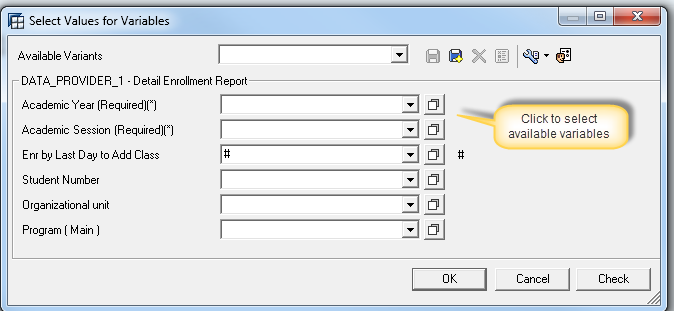 Select Values for Variables
Available Variants
DATA_PROVIDER_1 - Detail Enrollment Report
Academic Year (Required)(*)
Academic Session (Required)(*)
Click to select
available variables
Enr by Last Day to Add Class # #
Student Number
Organizational unit
Program ( Main )
OK Cancel Check